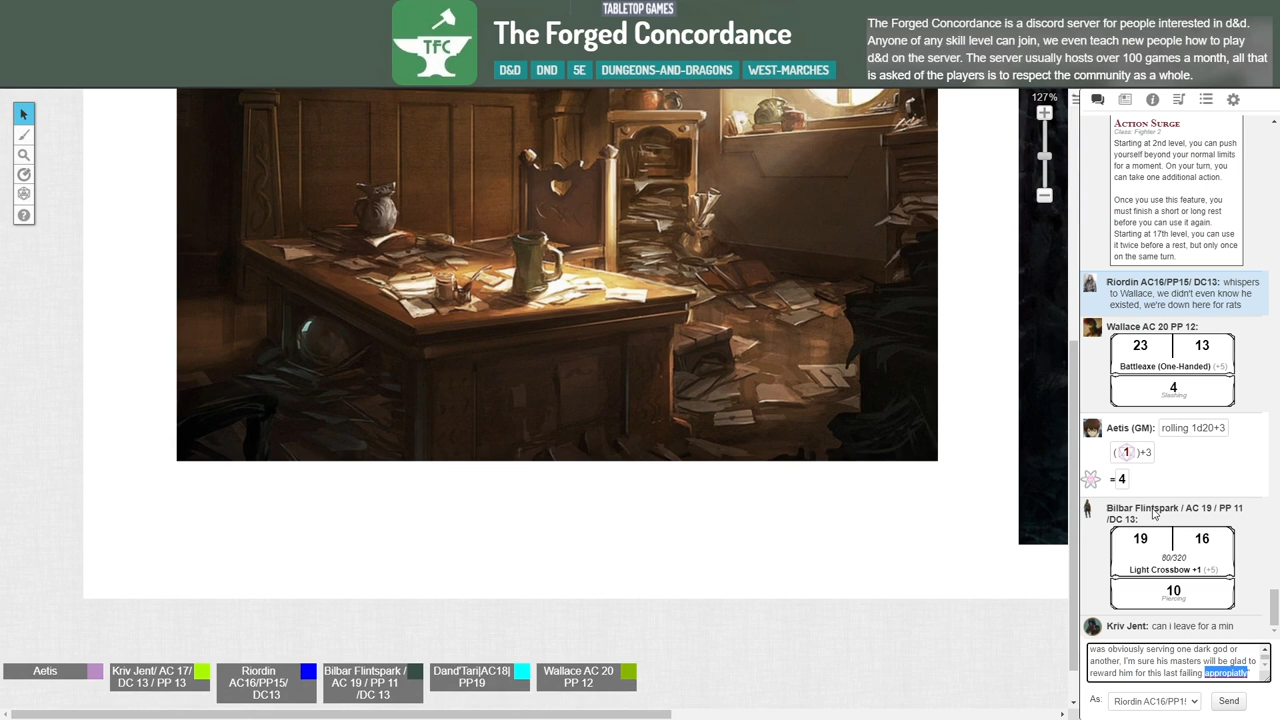 TABLETOP GAMES
The Forged Concordance
TFC
D&D DND 5E DUNGEONS-AND-DRAGONS WEST-MARCHES
The Forged Concordance is a discord server for people interested in d&d.
Anyone of any skill level can join, we even teach new people how to play
d&d on the server. The server usually hosts over 100 games a month, all that
is asked of the players is to respect the community as a whole.
127%
Action Surge
Class: Fighter 2
Starting at 2nd level, you can push
yourself beyond your normal limits
for a moment. On your turn, you
can take one additional action.
Once you use this feature, you
must finish a short or long rest
before you can use it again.
Starting at 17th level, you can use
it twice before a rest, but only once
on the same turn.
Riordin AC16/PP15/ DC13: whispers
to Wallace, we didn't even know he
existed, we're down here for rats
Wallace AC 20 PP 12:
23 13
Battleaxe (One-Handed) (+5)
4
Slashing
Aetis (GM): rolling 1d20+3
(1)+3
=4
Bilbar Flintspark / AC 19 / PP 11
/DC 13:
19 16
80/320
Light Crossbow +1 (+5)
10
Piercing
Kriv Jent: can i leave for a min
was obviously serving one dark god or
another, I'm sure his masters will be glad to
reward him for this last failing appropiatly"
As: Riordin AC16/PP1! Send
Aetis
Kriv Jent/ AC 17/
DC 13 / PP 13
Riordin
AC16/PP15/
DC13
Bilbar Flintspark /
AC 19 / PP 11
/DC 13
Dand'Tari|AC18|
PP19
Wallace AC 20
PP 12